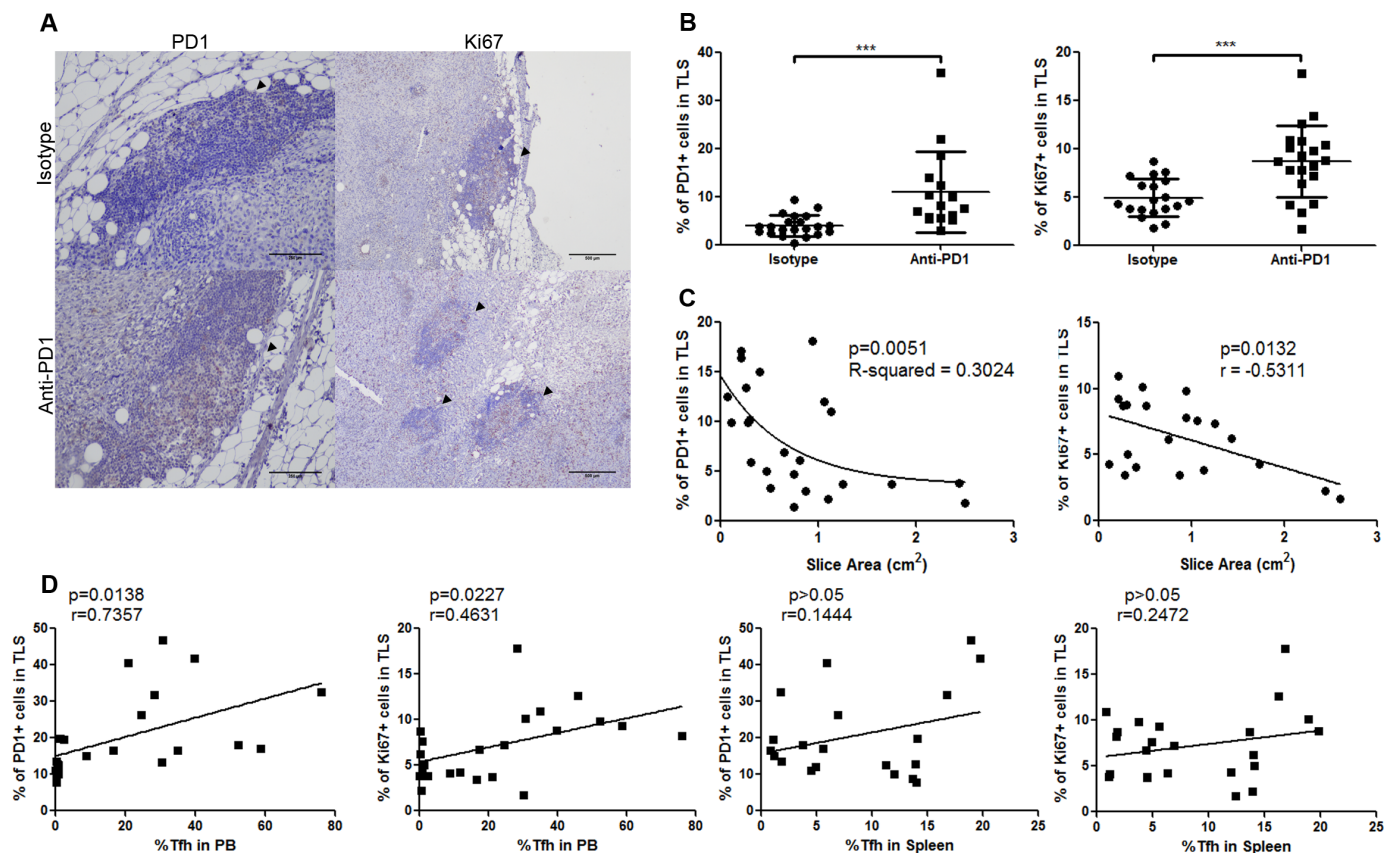 A
PD1
Ki67
Isotype
Anti-PD1
B
% of PD1+ cells in TLS
40
30
20
10
0
***
Isotype
Anti-PD1
% of Ki67+ cells in TLS
20
15
10
5
0
***
Isotype
Anti-PD1
C
% of PD1+ cells in TLS
20
15
10
5
0
p=0.0051
R-squared = 0.3024
0
1
2
3
Slice Area (cm²)
% of Ki67+ cells in TLS
15
10
5
0
p=0.0132
r = -0.5311
0
1
2
3
Slice Area (cm²)
D
p=0.0138
r=0.7357
% of PD1+ cells in TLS
50
40
30
20
10
0
0
20
40
60
80
%Tfh in PB
p=0.0227
r=0.4631
% of Ki67+ cells in TLS
20
15
10
5
0
0
20
40
60
80
%Tfh in PB
p>0.05
r=0.1444
% of PD1+ cells in TLS
50
40
30
20
10
0
0
5
10
15
20
25
%Tfh in Spleen
p>0.05
r=0.2472
% of Ki67+ cells in TLS
20
15
10
5
0
0
5
10
15
20
25
%Tfh in Spleen